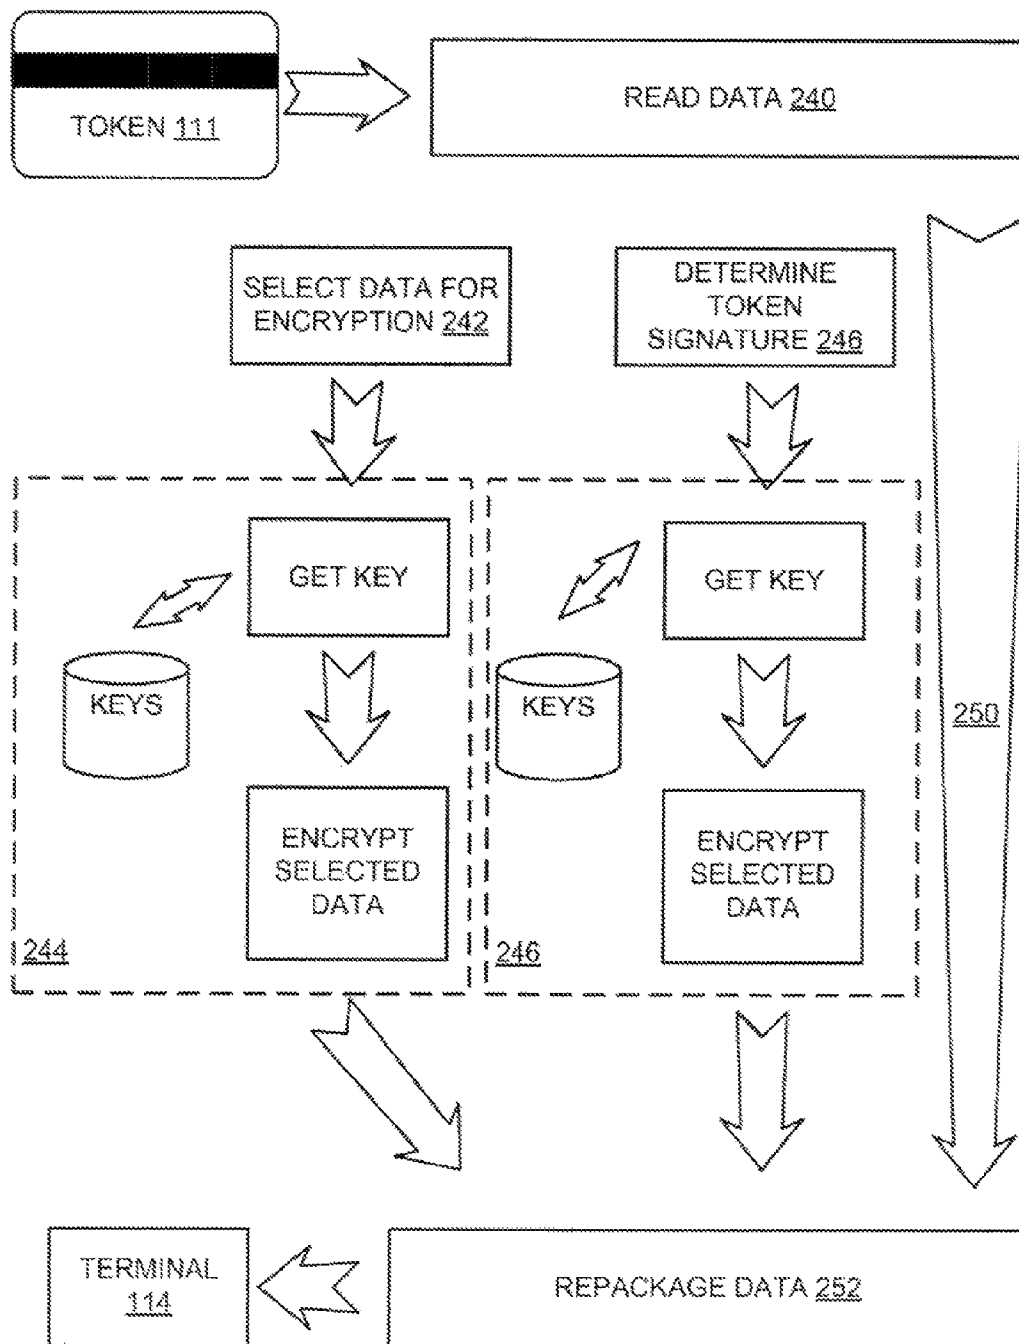 TOKEN 111
READ DATA 240
SELECT DATA FOR
ENCRYPTION 242
DETERMINE
TOKEN
SIGNATURE 246
GET KEY
KEYS
ENCRYPT
SELECTED
DATA
244
GET KEY
KEYS
ENCRYPT
SELECTED
DATA
246
250
TERMINAL
114
REPACKAGE DATA 252